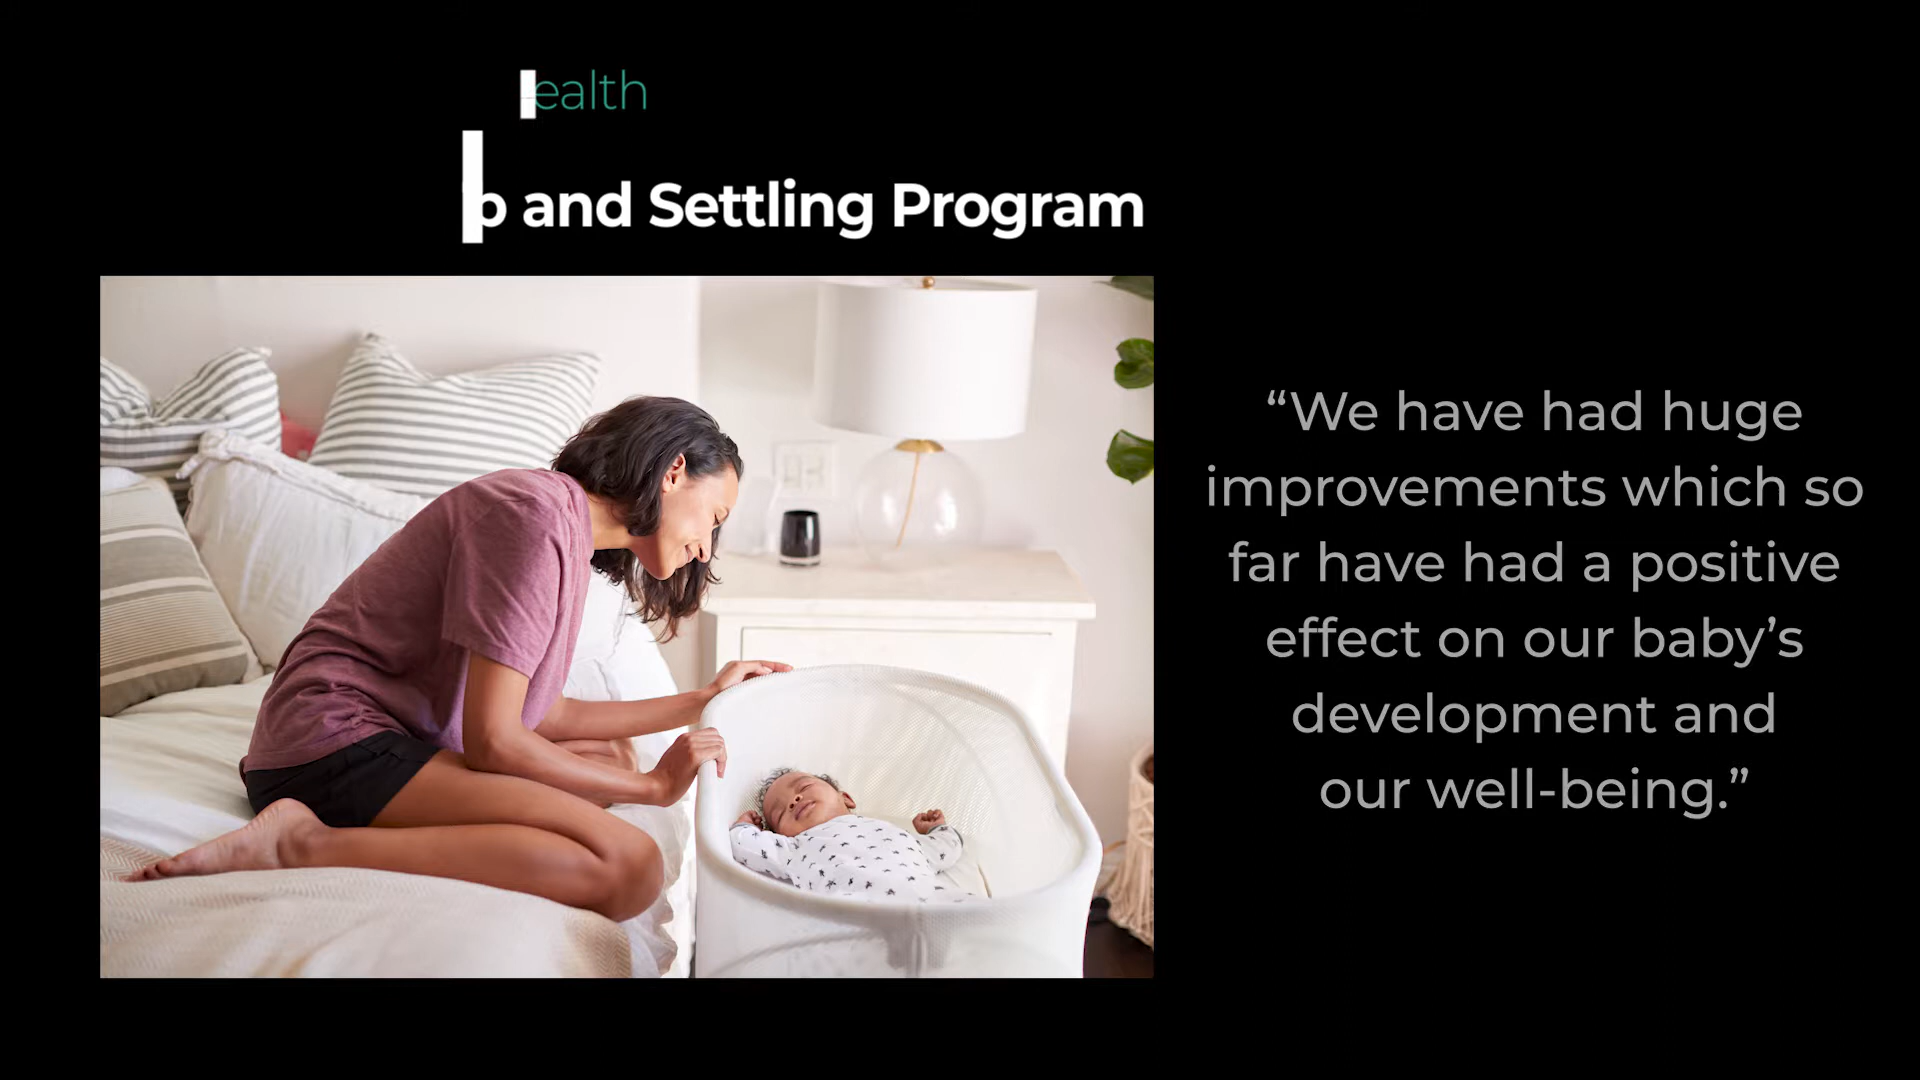 ealth
p and Settling Program
“We have had huge
improvements which so
far have had a positive
effect on our baby’s
development and
our well-being.”